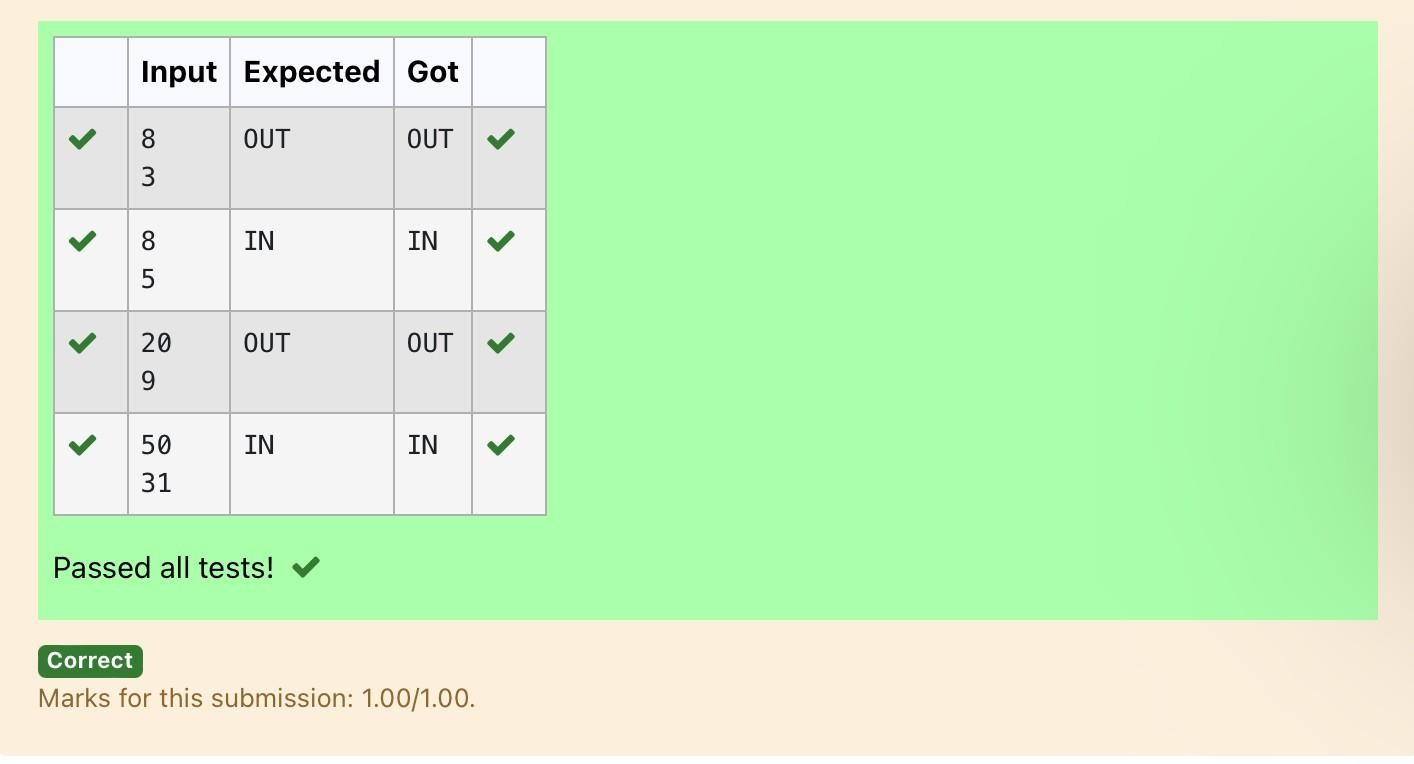 Input Expected Got
8 OUT OUT
3
8 IN IN
5
20 OUT OUT
9
50 IN IN
31
Passed all tests!
Correct
Marks for this submission: 1.00/1.00.